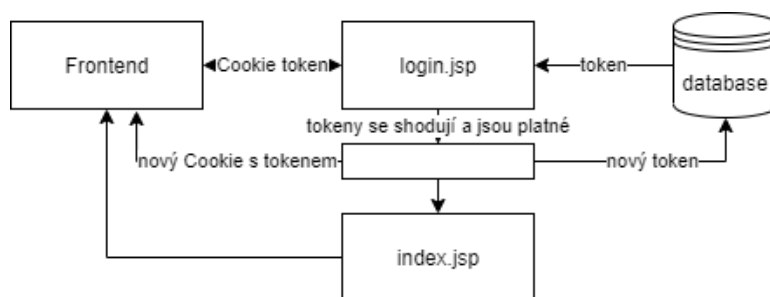 Frontend
Cookie token
login.jsp
token
database
tokeny se shodují a jsou platné
nový Cookie s tokenem
nový token
index.jsp